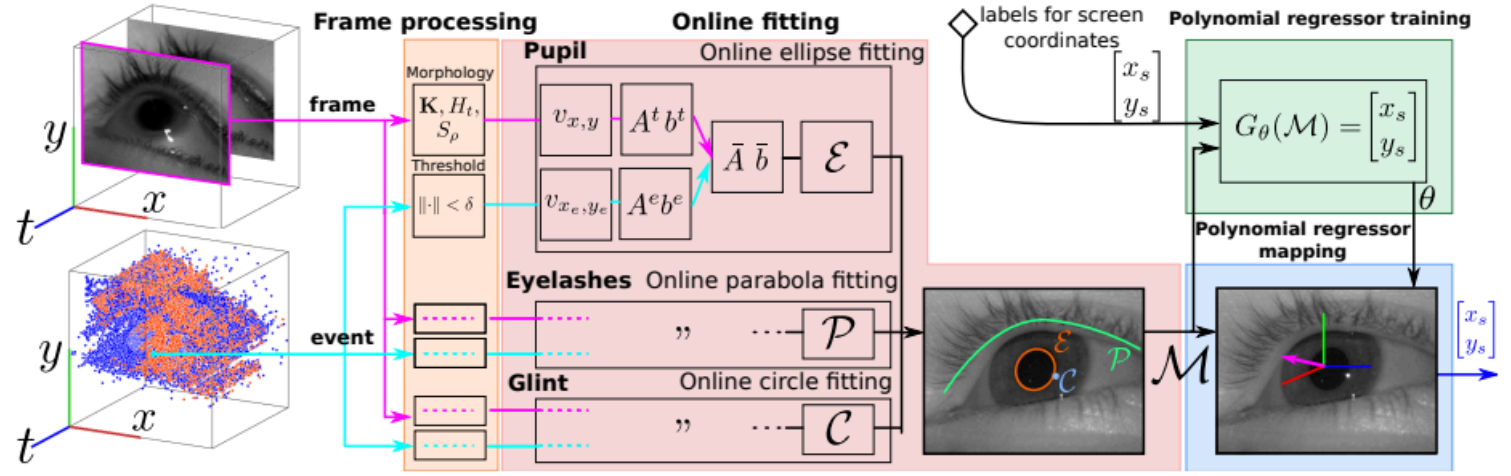 Frame processing
Online fitting
labels for screen
coordinates
Polynomial regressor training
y
x
t
frame
Morphology
K, H_t,
S_ρ
Threshold
‖·‖ < δ
Pupil
Online ellipse fitting
v_{x,y}
A^t b^t
v_{x_e,y_e}
A^e b^e
Ā b̄
ℰ
[x_s
y_s]
G_θ(ℳ) = [x_s
y_s]
θ
Polynomial regressor
mapping
y
x
t
event
Eyelashes
Online parabola fitting
”
𝒫
Glint
Online circle fitting
”
𝒞
ℰ
𝒫
𝒞
ℳ
[x_s
y_s]